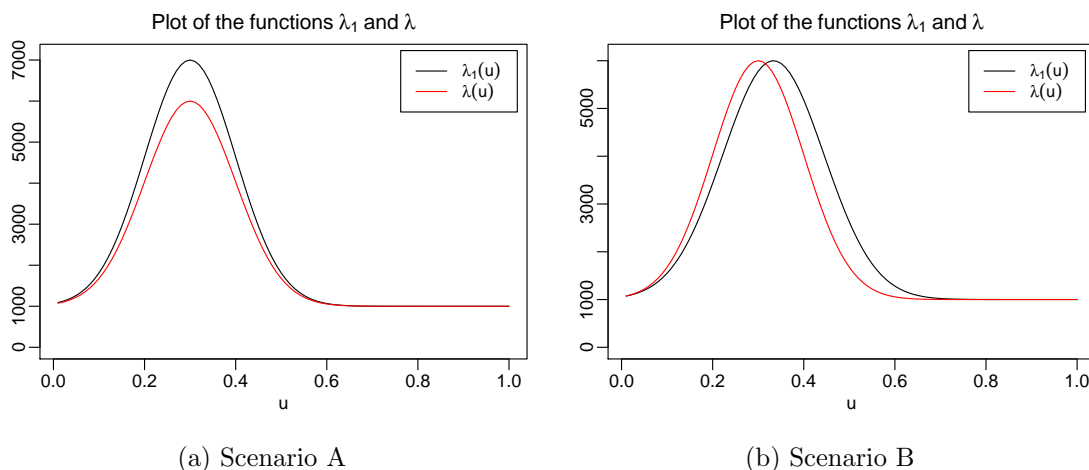 Plot of the functions λ₁ and λ
λ₁(u)
λ(u)
7000
5000
3000
1000
0
0.0 0.2 0.4 0.6 0.8 1.0
u
(a) Scenario A
Plot of the functions λ₁ and λ
λ₁(u)
λ(u)
5000
3000
1000
0
0.0 0.2 0.4 0.6 0.8 1.0
u
(b) Scenario B